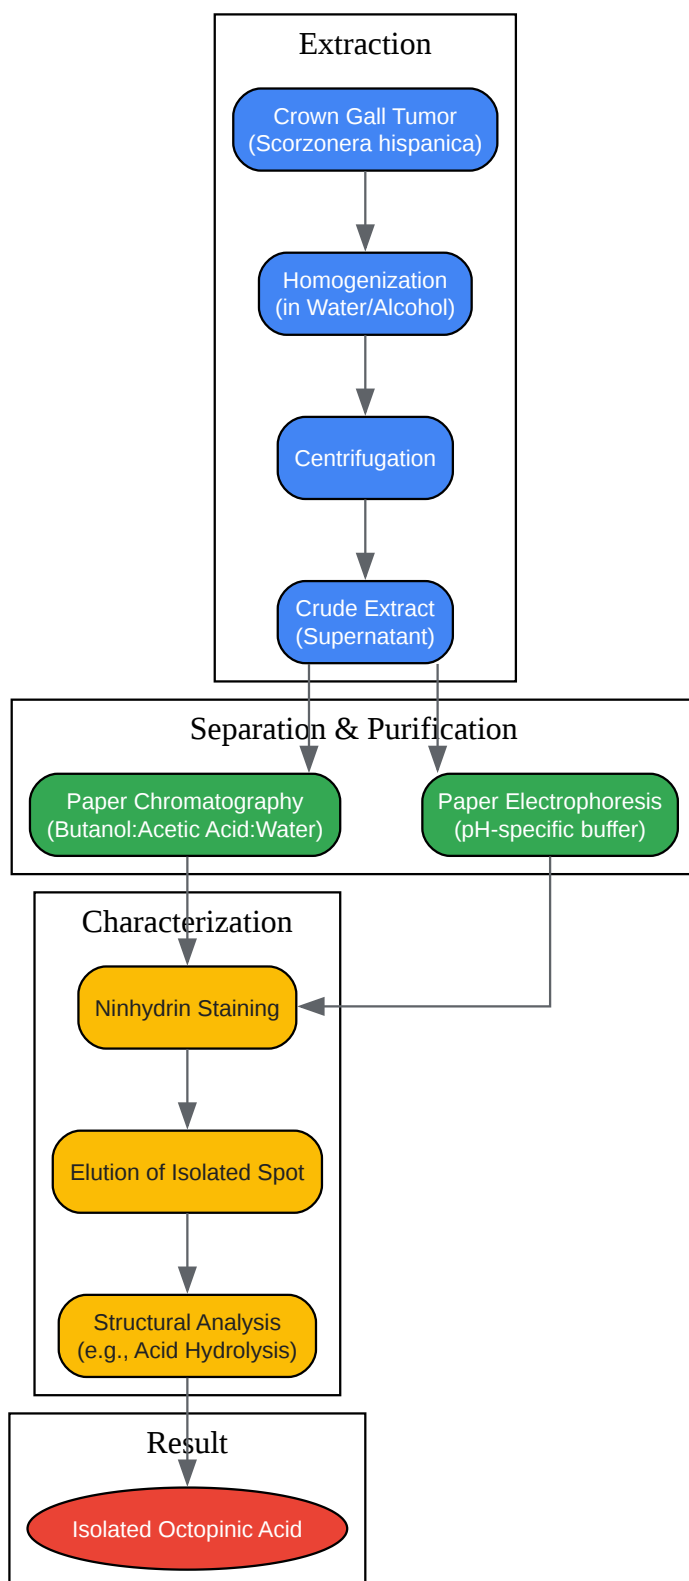 Extraction
Crown Gall Tumor
(Scorzonera hispanica)
Homogenization
(in Water/Alcohol)
Centrifugation
Crude Extract
(Supernatant)
Separation & Purification
Paper Chromatography
(Butanol:Acetic Acid:Water)
Paper Electrophoresis
(pH-specific buffer)
Characterization
Ninhydrin Staining
Elution of Isolated Spot
Structural Analysis
(e.g., Acid Hydrolysis)
Result
Isolated Octopinic Acid